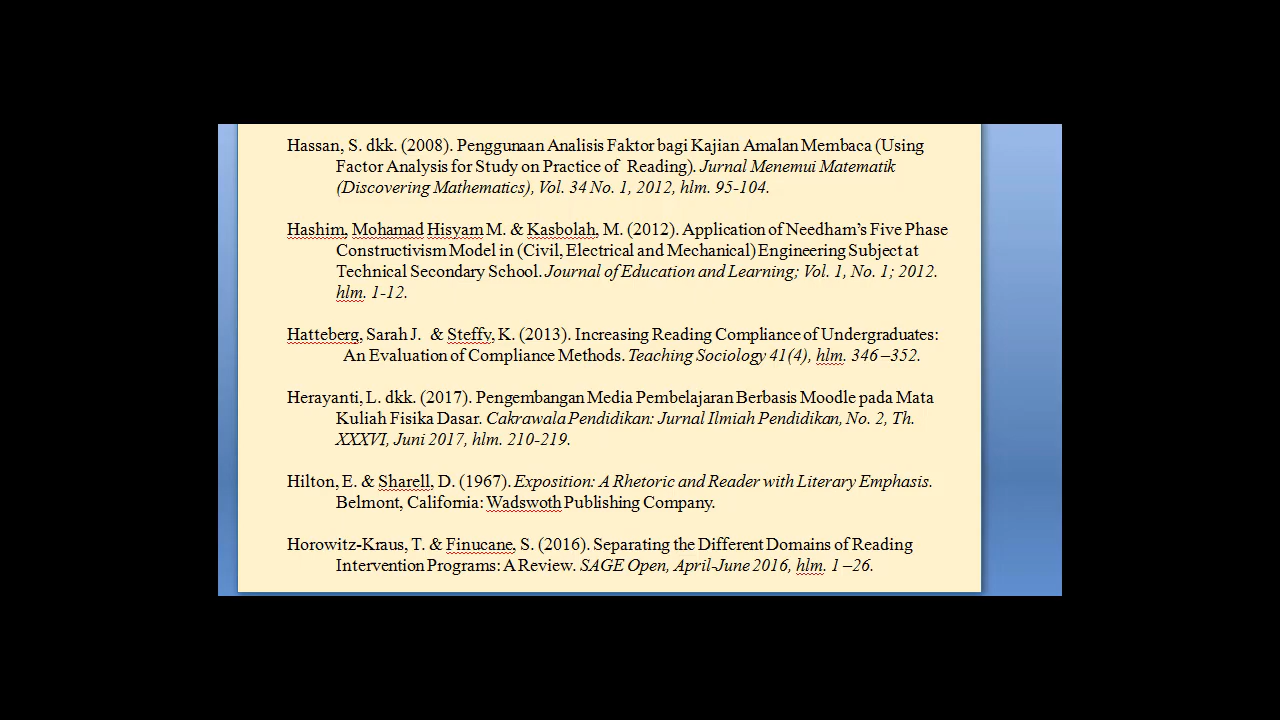 Hassan, S. dkk. (2008). Penggunaan Analisis Faktor bagi Kajian Amalan Membaca (Using
Factor Analysis for Study on Practice of Reading). Jurnal Menemui Matematik
(Discovering Mathematics), Vol. 34 No. 1, 2012, hlm. 95-104.
Hashim, Mohamad Hisyam M. & Kasbolah, M. (2012). Application of Needham’s Five Phase
Constructivism Model in (Civil, Electrical and Mechanical) Engineering Subject at
Technical Secondary School. Journal of Education and Learning; Vol. 1, No. 1; 2012.
hlm. 1-12.
Hatteberg, Sarah J. & Steffy, K. (2013). Increasing Reading Compliance of Undergraduates:
An Evaluation of Compliance Methods. Teaching Sociology 41(4), hlm. 346–352.
Herayanti, L. dkk. (2017). Pengembangan Media Pembelajaran Berbasis Moodle pada Mata
Kuliah Fisika Dasar. Cakrawala Pendidikan: Jurnal Ilmiah Pendidikan, No. 2, Th.
XXXVI, Juni 2017, hlm. 210-219.
Hilton, E. & Sharell, D. (1967). Exposition: A Rhetoric and Reader with Literary Emphasis.
Belmont, California: Wadswoth Publishing Company.
Horowitz-Kraus, T. & Finucane, S. (2016). Separating the Different Domains of Reading
Intervention Programs: A Review. SAGE Open, April-June 2016, hlm. 1–26.